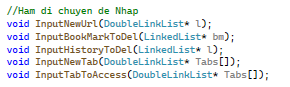 //Ham di chuyen de Nhap
void InputNewUrl(DoubleLinkList* l);
void InputBookMarkToDel(LinkedList* bm);
void InputHistoryToDel(LinkedList* l);
void InputNewTab(DoubleLinkList* Tabs[]);
void InputTabToAccess(DoubleLinkList* Tabs[]);